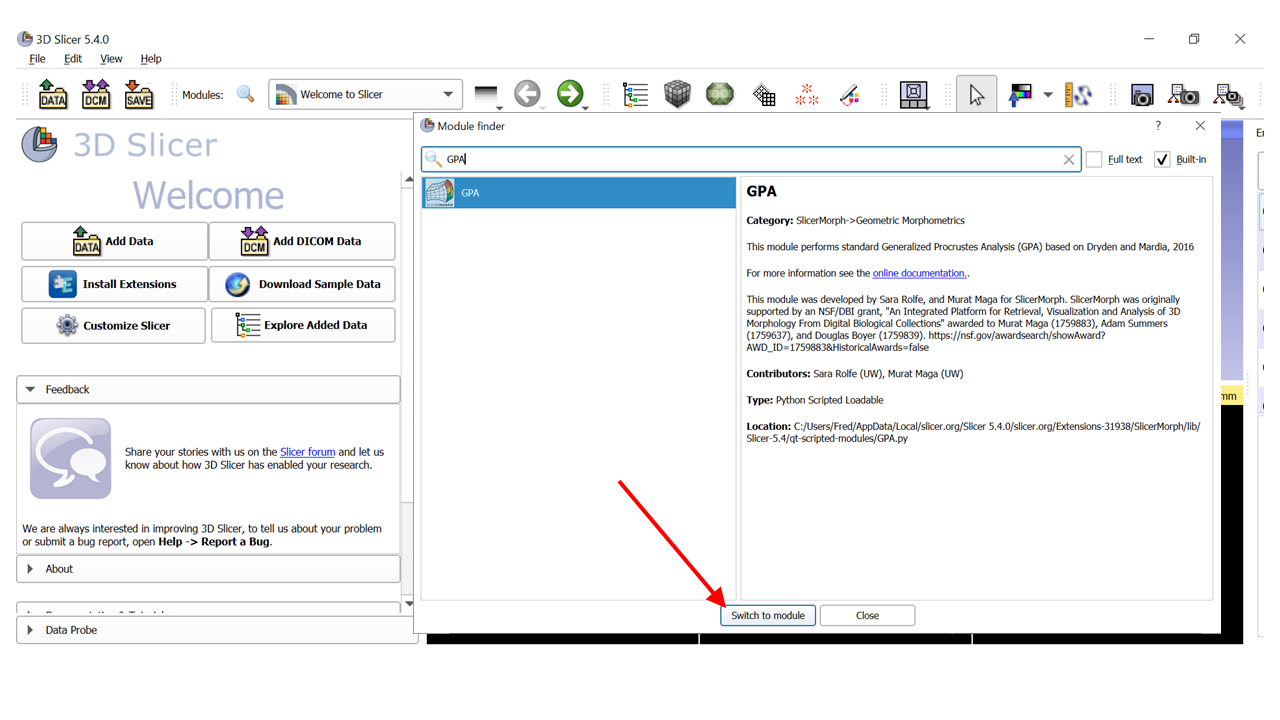 3D Slicer 5.4.0
File Edit View Help
DATA DCM SAVE Modules: Welcome to Slicer
3D Slicer
Welcome
DATA Add Data
DCM Add DICOM Data
Install Extensions
Download Sample Data
Customize Slicer
Explore Added Data
Feedback
Share your stories with us on the Slicer forum and let us
know about how 3D Slicer has enabled your research.
We are always interested in improving 3D Slicer, to tell us about your problem
or submit a bug report, open Help -> Report a Bug.
About
Data Probe
Module finder
?
GPA
Full text
Built-in
GPA
GPA
Category: SlicerMorph->Geometric Morphometrics
This module performs standard Generalized Procrustes Analysis (GPA) based on Dryden and Mardia, 2016
For more information see the online documentation..
This module was developed by Sara Rolfe, and Murat Maga for SlicerMorph. SlicerMorph was originally
supported by an NSF/DBI grant, "An Integrated Platform for Retrieval, Visualization and Analysis of 3D
Morphology From Digital Biological Collections" awarded to Murat Maga (1759883), Adam Summers
(1759637), and Douglas Boyer (1759839). https://nsf.gov/awardsearch/showAward?
AWD_ID=1759883&HistoricalAwards=false
Contributors: Sara Rolfe (UW), Murat Maga (UW)
Type: Python Scripted Loadable
Location: C:/Users/Fred/AppData/Local/slicer.org/Slicer 5.4.0/slicer.org/Extensions-31938/SlicerMorph/lib/
Slicer-5.4/qt-scripted-modules/GPA.py
Switch to module
Close
mm